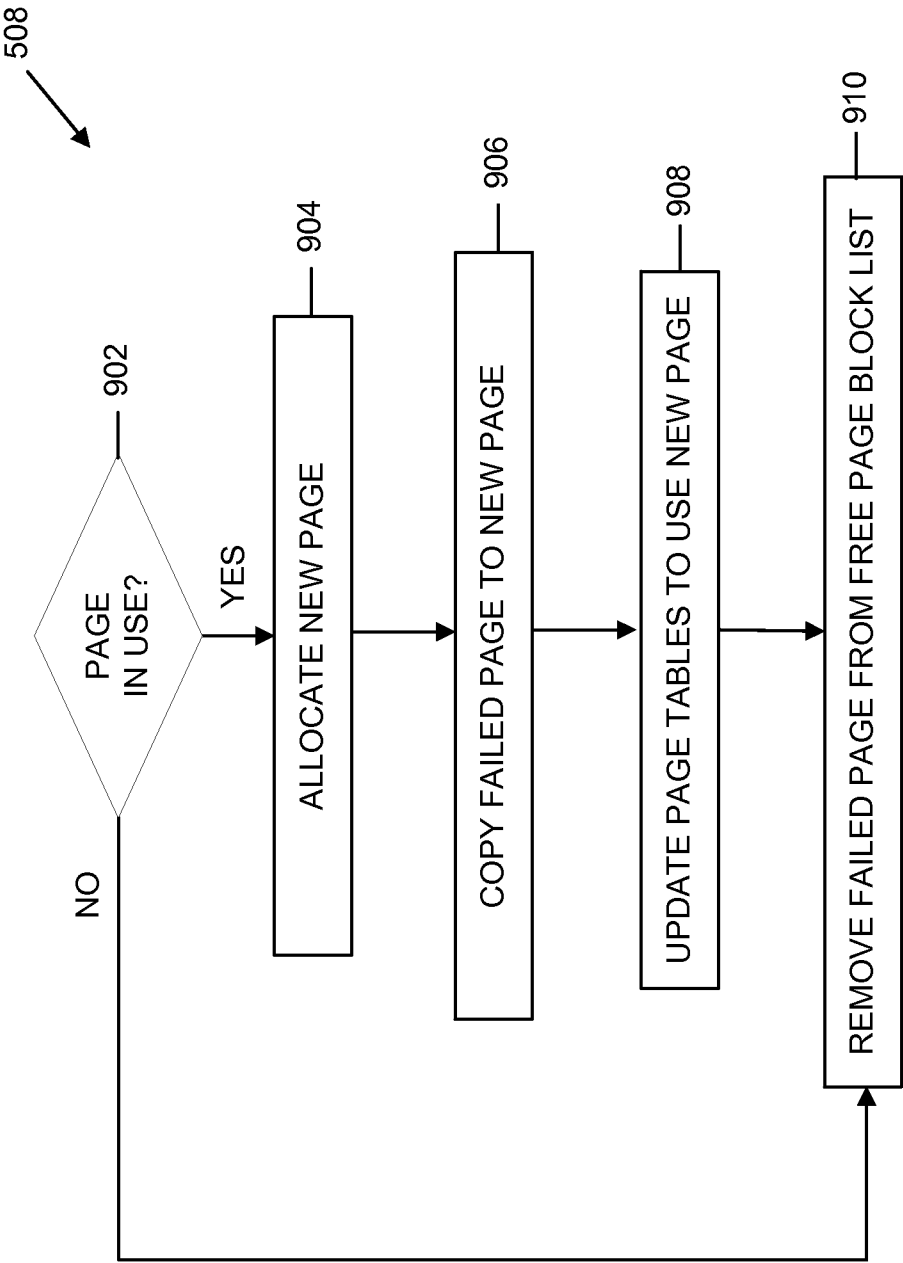 508
PAGE
IN USE?
902
NO
YES
ALLOCATE NEW PAGE
904
COPY FAILED PAGE TO NEW PAGE
906
UPDATE PAGE TABLES TO USE NEW PAGE
908
REMOVE FAILED PAGE FROM FREE PAGE BLOCK LIST
910